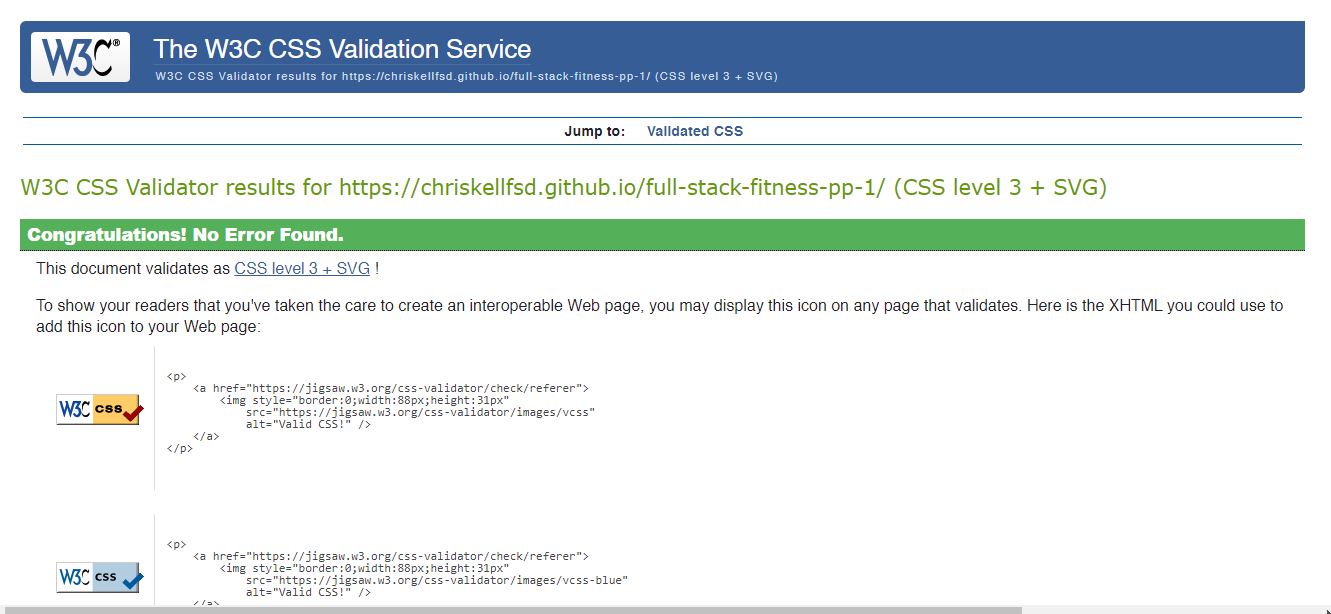 W3C®
The W3C CSS Validation Service
W3C CSS Validator results for https://chriskellfsd.github.io/full-stack-fitness-pp-1/ (CSS level 3 + SVG)
Jump to: Validated CSS
W3C CSS Validator results for https://chriskellfsd.github.io/full-stack-fitness-pp-1/ (CSS level 3 + SVG)
Congratulations! No Error Found.
This document validates as CSS level 3 + SVG !
To show your readers that you've taken the care to create an interoperable Web page, you may display this icon on any page that validates. Here is the XHTML you could use to
add this icon to your Web page:
W3C css
<p>
<a href="https://jigsaw.w3.org/css-validator/check/referer">
<img style="border:0;width:88px;height:31px"
src="https://jigsaw.w3.org/css-validator/images/vcss"
alt="Valid CSS!" />
</a>
</p>
W3C css
<p>
<a href="https://jigsaw.w3.org/css-validator/check/referer">
<img style="border:0;width:88px;height:31px"
src="https://jigsaw.w3.org/css-validator/images/vcss-blue"
alt="Valid CSS!" />
</a>